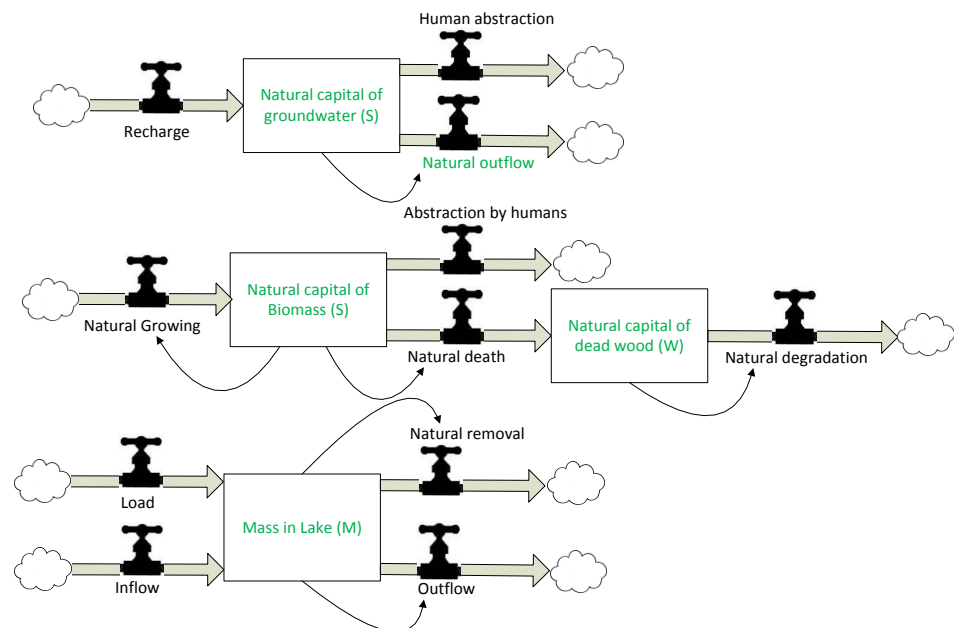 Human abstraction
Natural capital of
groundwater (S)
Recharge
Natural outflow
Abstraction by humans
Natural capital of
Biomass (S)
Natural Growing
Natural death
Natural capital of
dead wood (W)
Natural degradation
Natural removal
Load
Mass in Lake (M)
Inflow
Outflow